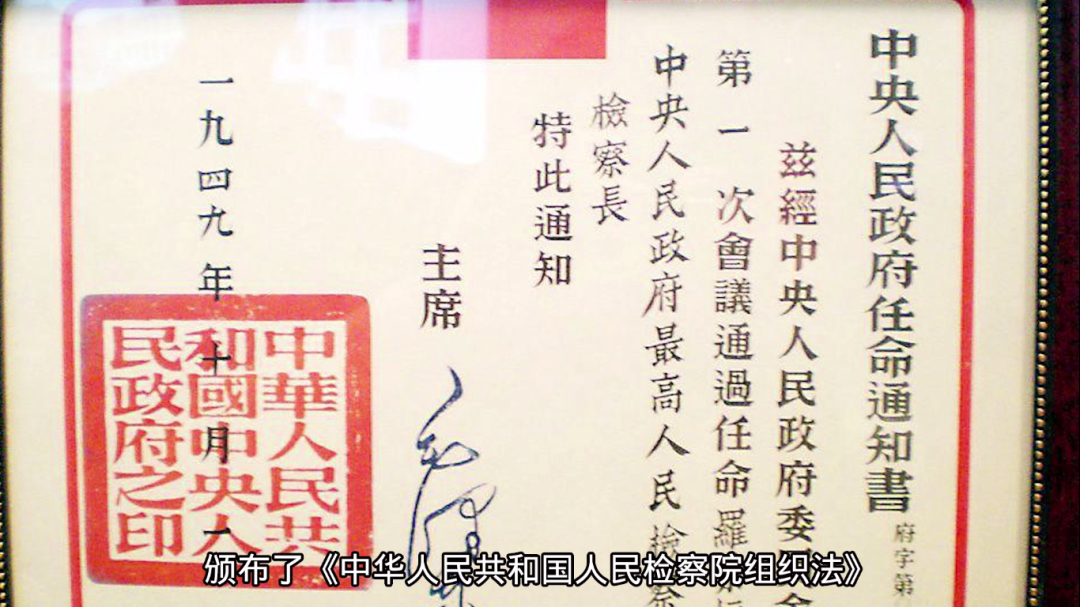 中央人民政府任命通知書
府字第
兹經中央人民政府委
第一次會議通過任命羅
中央人民政府最高人民檢察
檢察長
特此通知
主席
一九四九年十月一
中華人民共
和國中央人
民政府之印
颁布了《中华人民共和国人民检察院组织法》